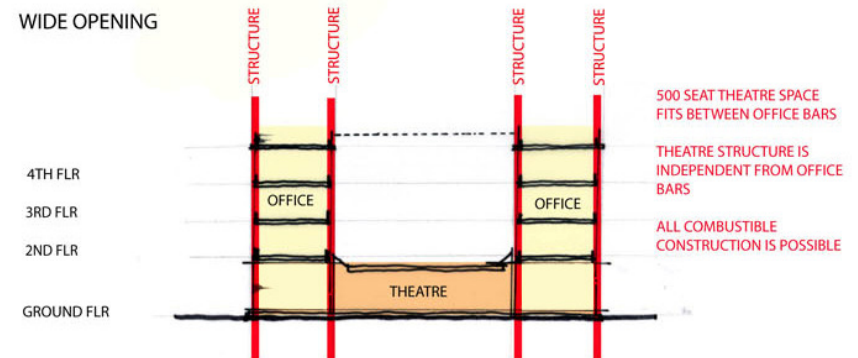 WIDE OPENING
STRUCTURE
STRUCTURE
STRUCTURE
STRUCTURE
500 SEAT THEATRE SPACE
FITS BETWEEN OFFICE BARS
THEATRE STRUCTURE IS
INDEPENDENT FROM OFFICE
BARS
ALL COMBUSTIBLE
CONSTRUCTION IS POSSIBLE
4TH FLR
3RD FLR
2ND FLR
GROUND FLR
OFFICE
OFFICE
THEATRE